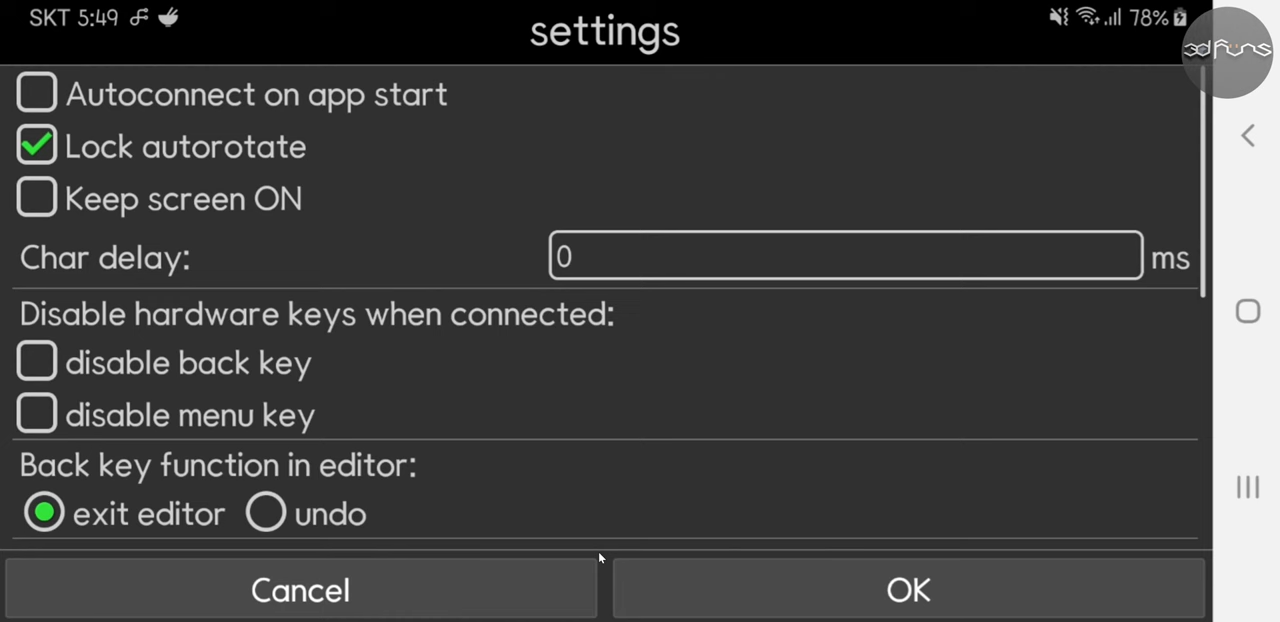 SKT 5:49
78%
3dfuns
settings
Autoconnect on app start
Lock autorotate
Keep screen ON
Char delay: 0 ms
Disable hardware keys when connected:
disable back key
disable menu key
Back key function in editor:
exit editor undo
Cancel OK